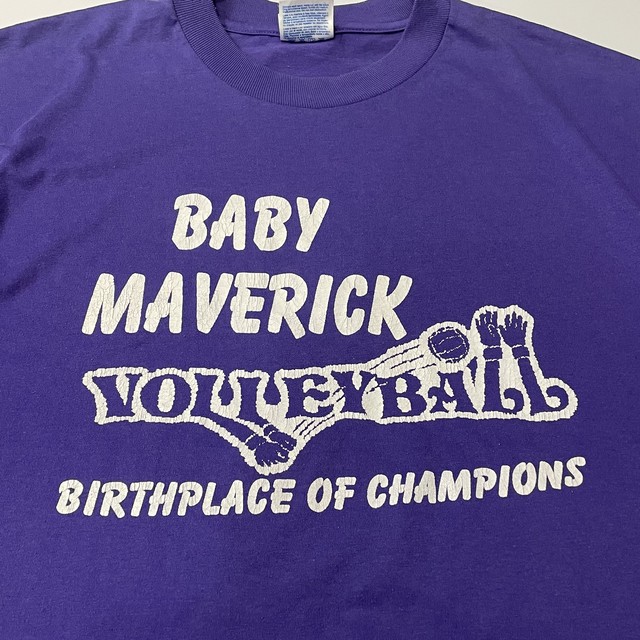 BABY
MAVERICK
VOLLEYBALL
BIRTHPLACE OF CHAMPIONS